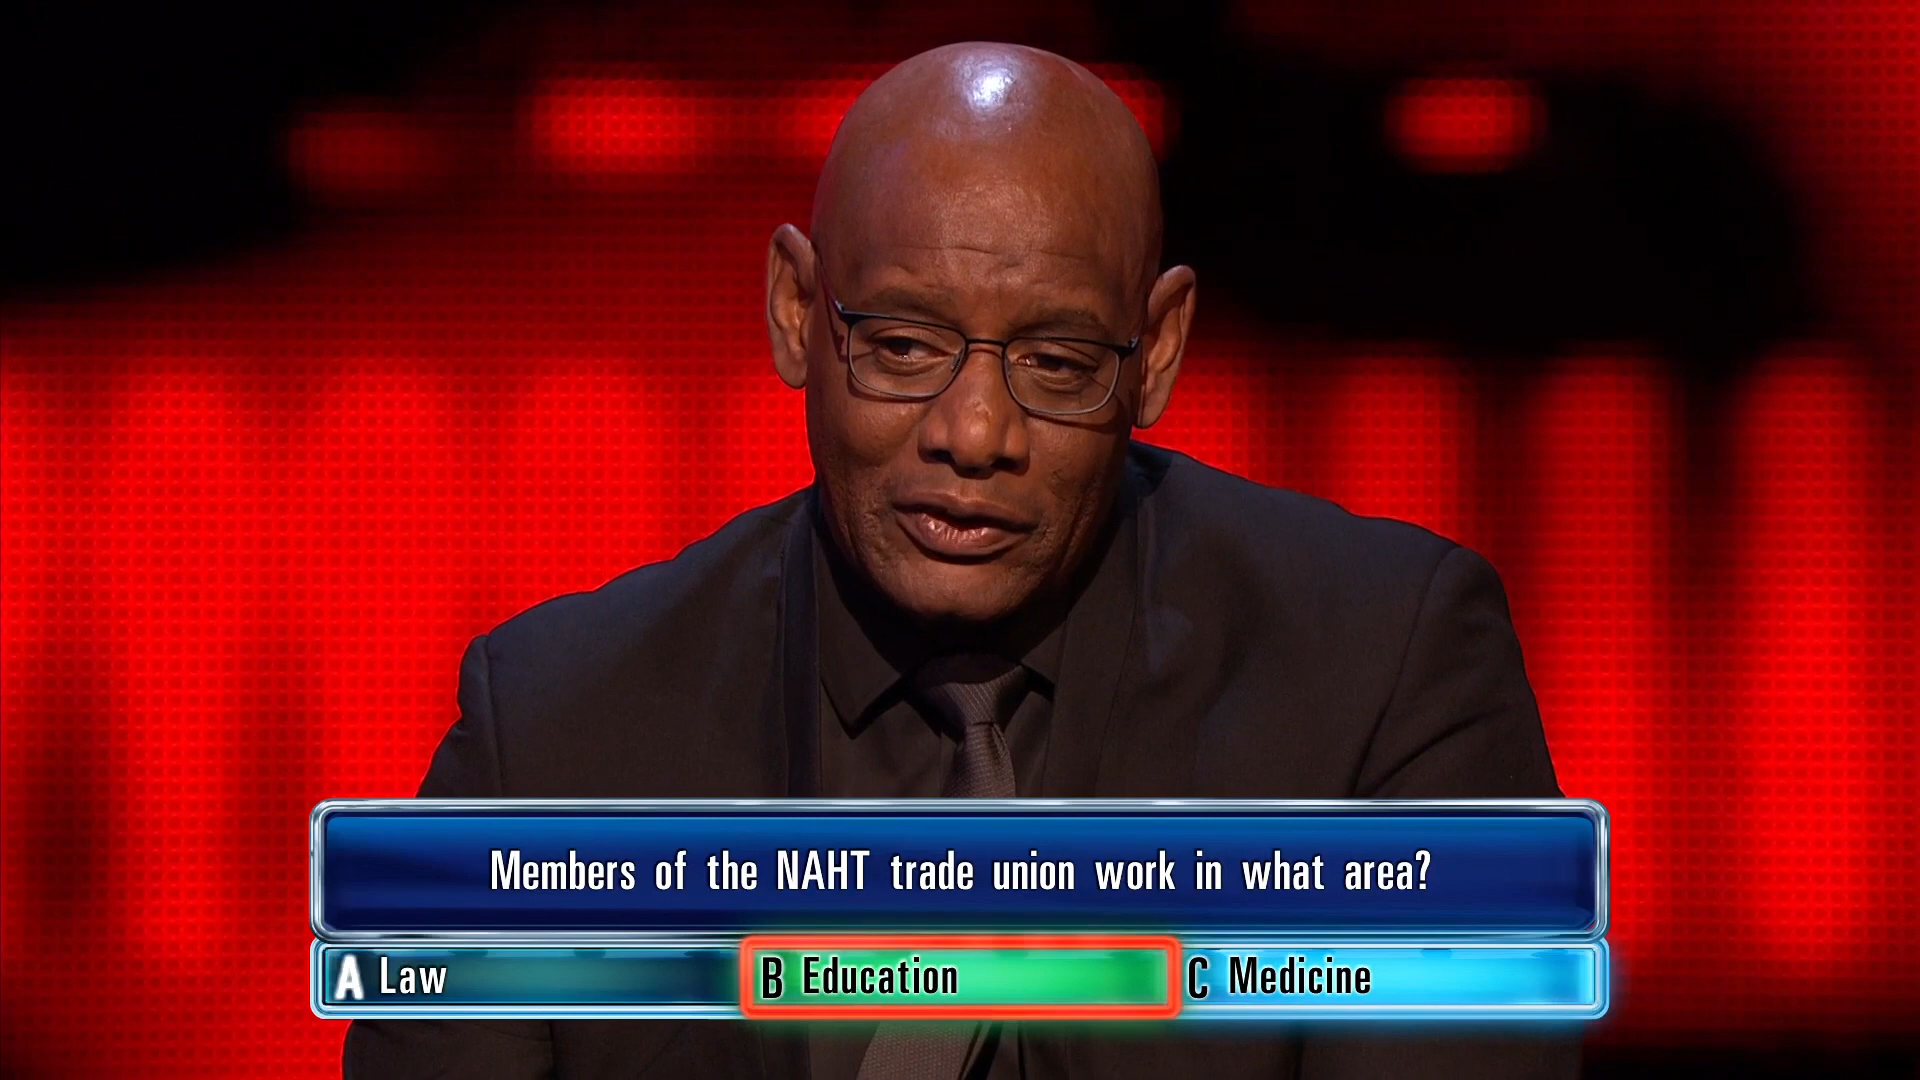 Members of the NAHT trade union work in what area?
A Law
B Education
C Medicine